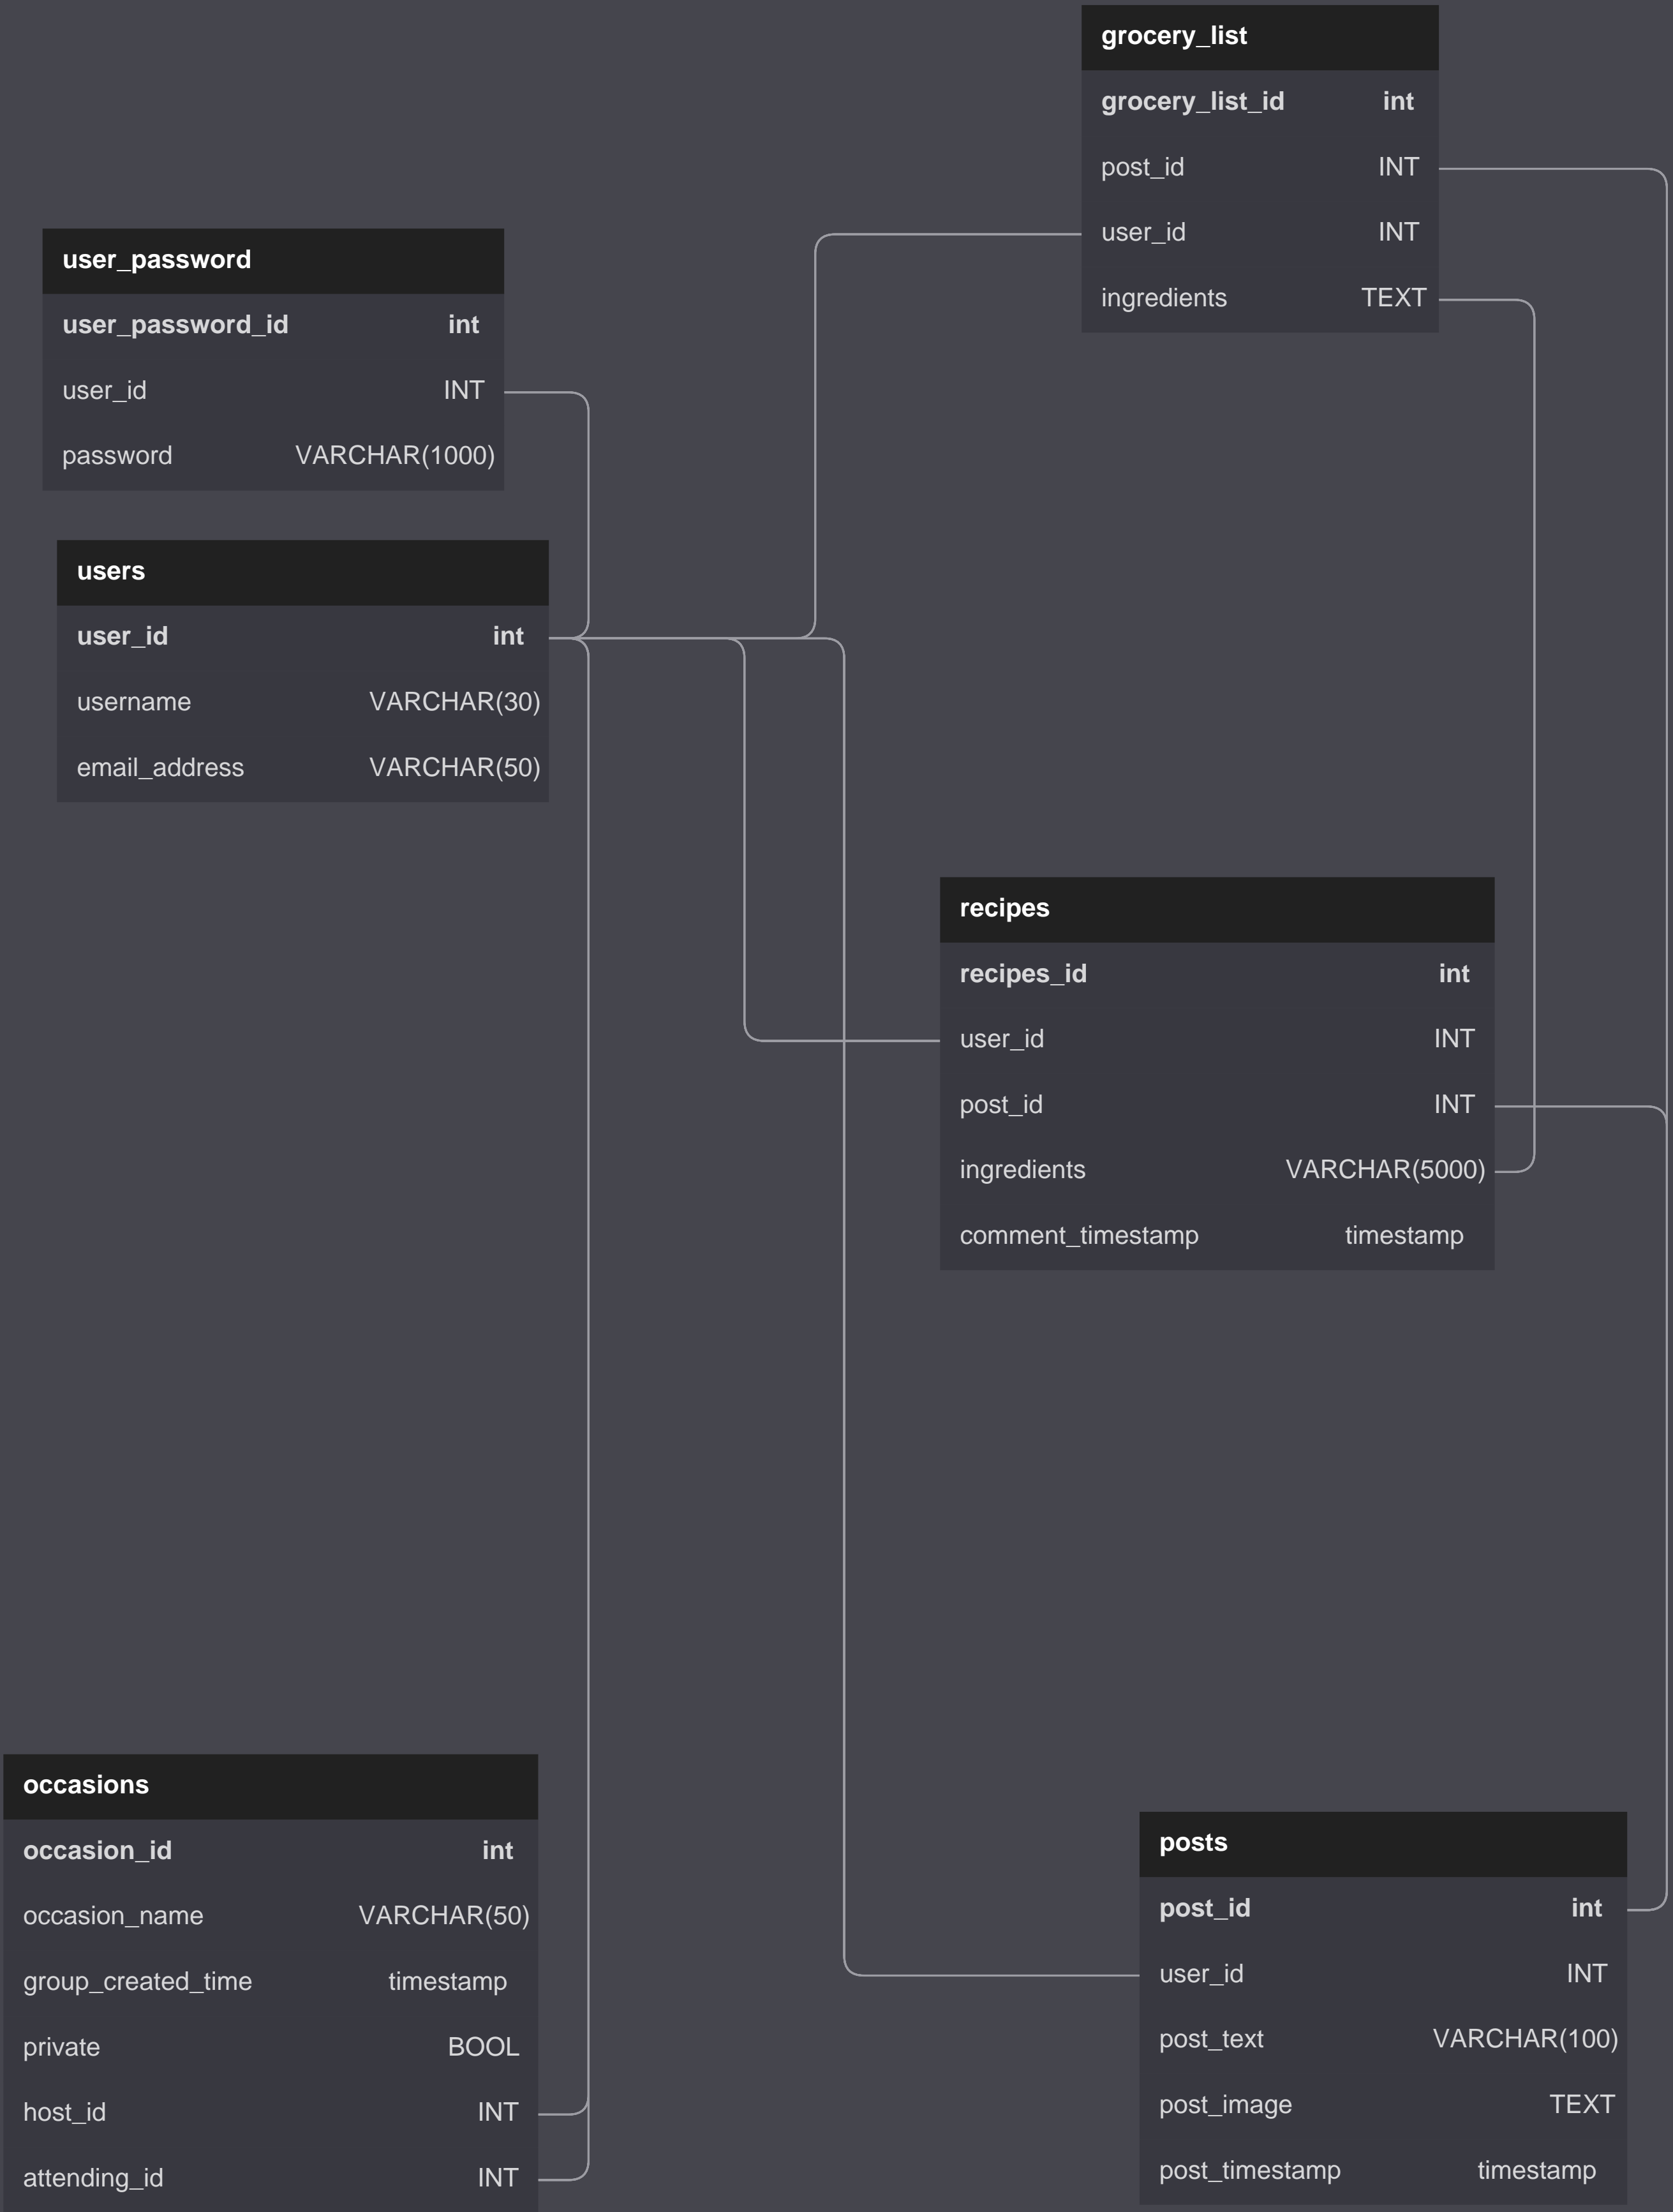 grocery_list
grocery_list_id int
post_id INT
user_id INT
ingredients TEXT
user_password
user_password_id int
user_id INT
password VARCHAR(1000)
users
user_id int
username VARCHAR(30)
email_address VARCHAR(50)
recipes
recipes_id int
user_id INT
post_id INT
ingredients VARCHAR(5000)
comment_timestamp timestamp
occasions
occasion_id int
occasion_name VARCHAR(50)
group_created_time timestamp
private BOOL
host_id INT
attending_id INT
posts
post_id int
user_id INT
post_text VARCHAR(100)
post_image TEXT
post_timestamp timestamp